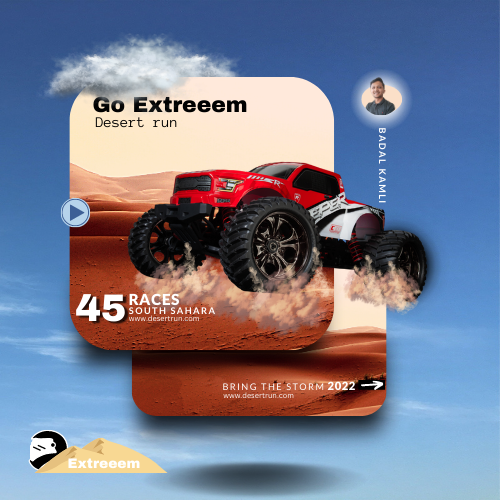 Go Extreeem
Desert run
BADAL KAMLI
45 RACES
SOUTH SAHARA
www.desertrun.com
BRING THE STORM 2022
www.desertrun.com
Extreeem